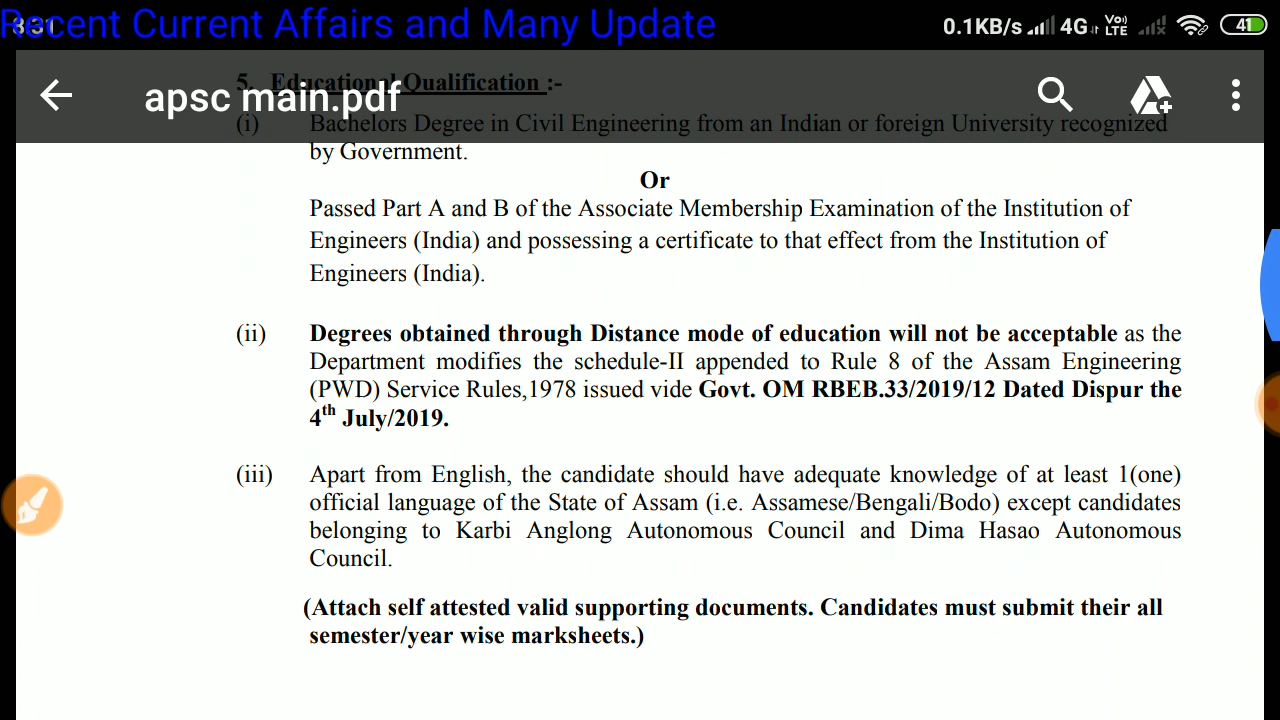 Recent Current Affairs and Many Update
8:31
0.1KB/s 4G Vo) LTE 41
apsc main.pdf
5. Educational Qualification :-
(i) Bachelors Degree in Civil Engineering from an Indian or foreign University recognized
by Government.
Or
Passed Part A and B of the Associate Membership Examination of the Institution of
Engineers (India) and possessing a certificate to that effect from the Institution of
Engineers (India).
(ii) Degrees obtained through Distance mode of education will not be acceptable as the
Department modifies the schedule-II appended to Rule 8 of the Assam Engineering
(PWD) Service Rules,1978 issued vide Govt. OM RBEB.33/2019/12 Dated Dispur the
4th July/2019.
(iii) Apart from English, the candidate should have adequate knowledge of at least 1(one)
official language of the State of Assam (i.e. Assamese/Bengali/Bodo) except candidates
belonging to Karbi Anglong Autonomous Council and Dima Hasao Autonomous
Council.
(Attach self attested valid supporting documents. Candidates must submit their all
semester/year wise marksheets.)